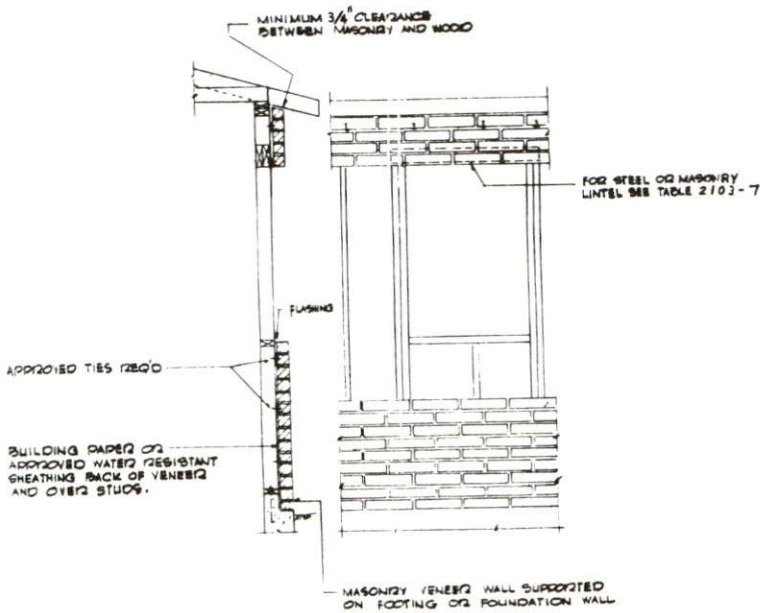 MINIMUM 3/4" CLEARANCE
BETWEEN MASONRY AND WOOD
FOR STEEL OR MASONRY
LINTEL SEE TABLE 2103-7
FLASHING
APPROVED TIES REQ'D
BUILDING PAPER OR
APPROVED WATER RESISTANT
SHEATHING BACK OF VENEER
AND OVER STUDS.
MASONRY VENEER WALL SUPPORTED
ON FOOTING OR FOUNDATION WALL